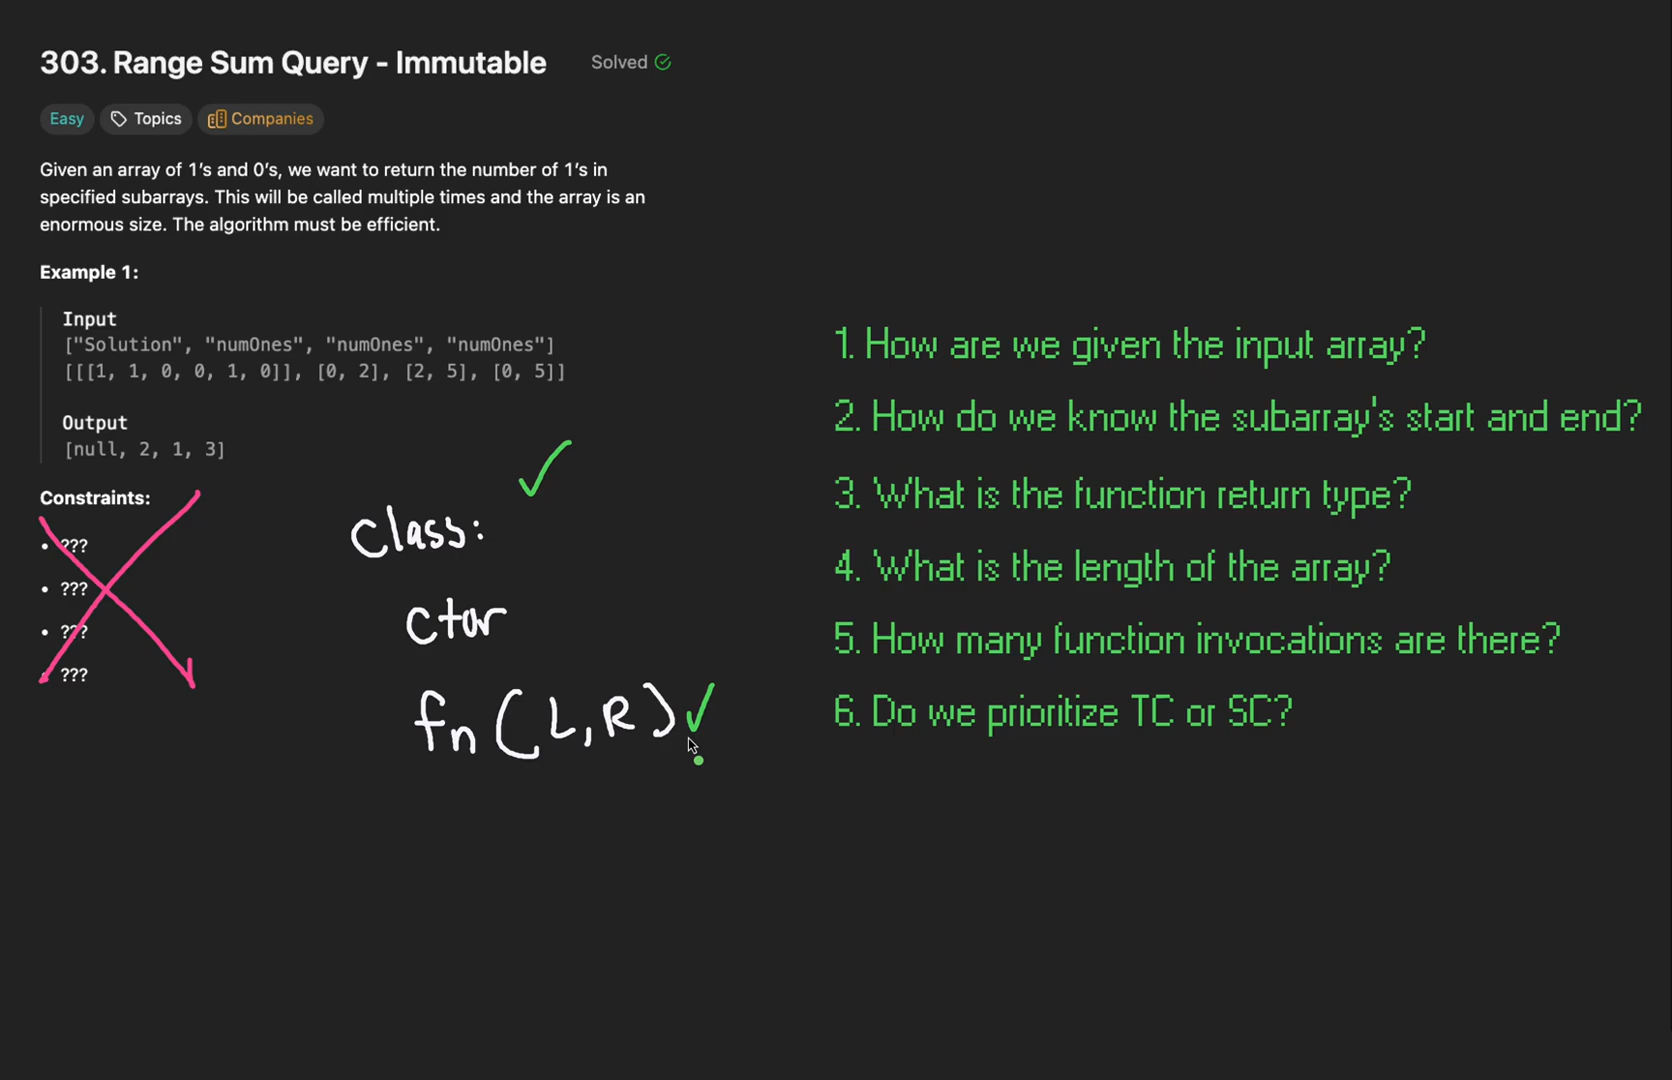 303. Range Sum Query - Immutable
Solved
Easy
Topics
Companies
Given an array of 1's and 0's, we want to return the number of 1's in
specified subarrays. This will be called multiple times and the array is an
enormous size. The algorithm must be efficient.
Example 1:
Input
["Solution", "numOnes", "numOnes", "numOnes"]
[[[1, 1, 0, 0, 1, 0]], [0, 2], [2, 5], [0, 5]]
Output
[null, 2, 1, 3]
Constraints:
• ???
• ???
• ???
• ???
class:
ctor
fn(L,R)
1. How are we given the input array?
2. How do we know the subarray's start and end?
3. What is the function return type?
4. What is the length of the array?
5. How many function invocations are there?
6. Do we prioritize TC or SC?